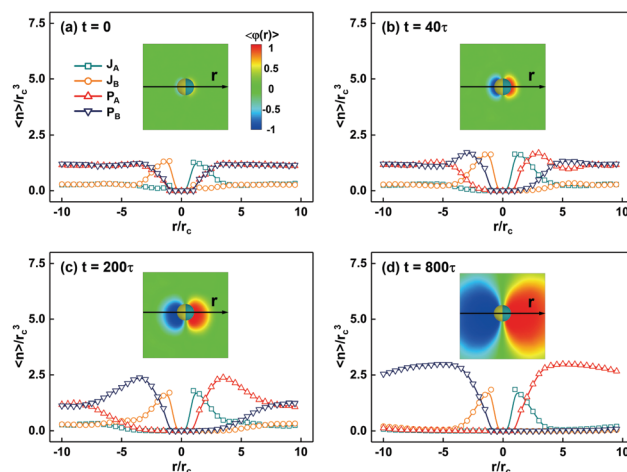 (a) t = 0
<φ(r)>
1
0.5
0
-0.5
-1
r
J_A
J_B
P_A
P_B
<n>/r_c^3
7.5
5.0
2.5
0.0
-10 -5 0 5 10
r/r_c
(b) t = 40τ
r
<n>/r_c^3
7.5
5.0
2.5
0.0
-10 -5 0 5 10
r/r_c
(c) t = 200τ
r
<n>/r_c^3
7.5
5.0
2.5
0.0
-10 -5 0 5 10
r/r_c
(d) t = 800τ
r
<n>/r_c^3
7.5
5.0
2.5
0.0
-10 -5 0 5 10
r/r_c